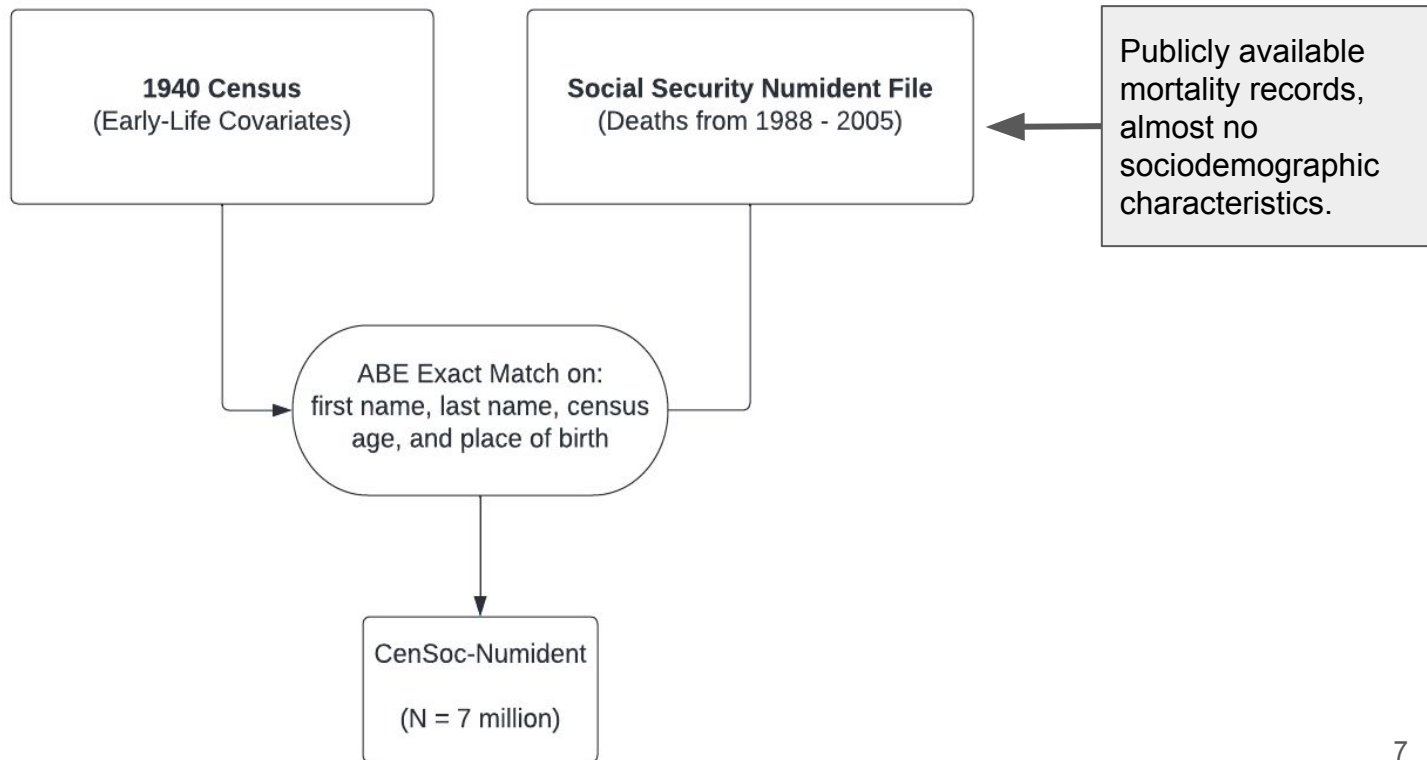 1940 Census
(Early-Life Covariates)
Social Security Numident File
(Deaths from 1988 - 2005)
Publicly available
mortality records,
almost no
sociodemographic
characteristics.
ABE Exact Match on:
first name, last name, census
age, and place of birth
CenSoc-Numident
(N = 7 million)
7